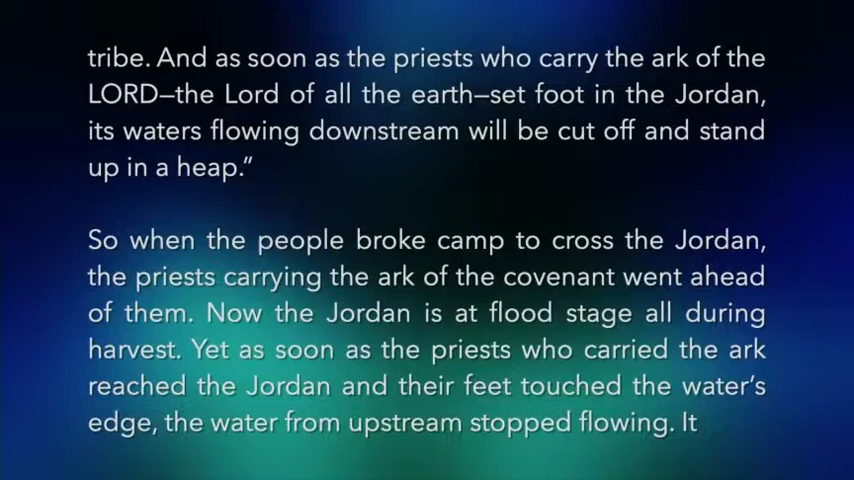 tribe. And as soon as the priests who carry the ark of the
LORD—the Lord of all the earth—set foot in the Jordan,
its waters flowing downstream will be cut off and stand
up in a heap.”
So when the people broke camp to cross the Jordan,
the priests carrying the ark of the covenant went ahead
of them. Now the Jordan is at flood stage all during
harvest. Yet as soon as the priests who carried the ark
reached the Jordan and their feet touched the water’s
edge, the water from upstream stopped flowing. It